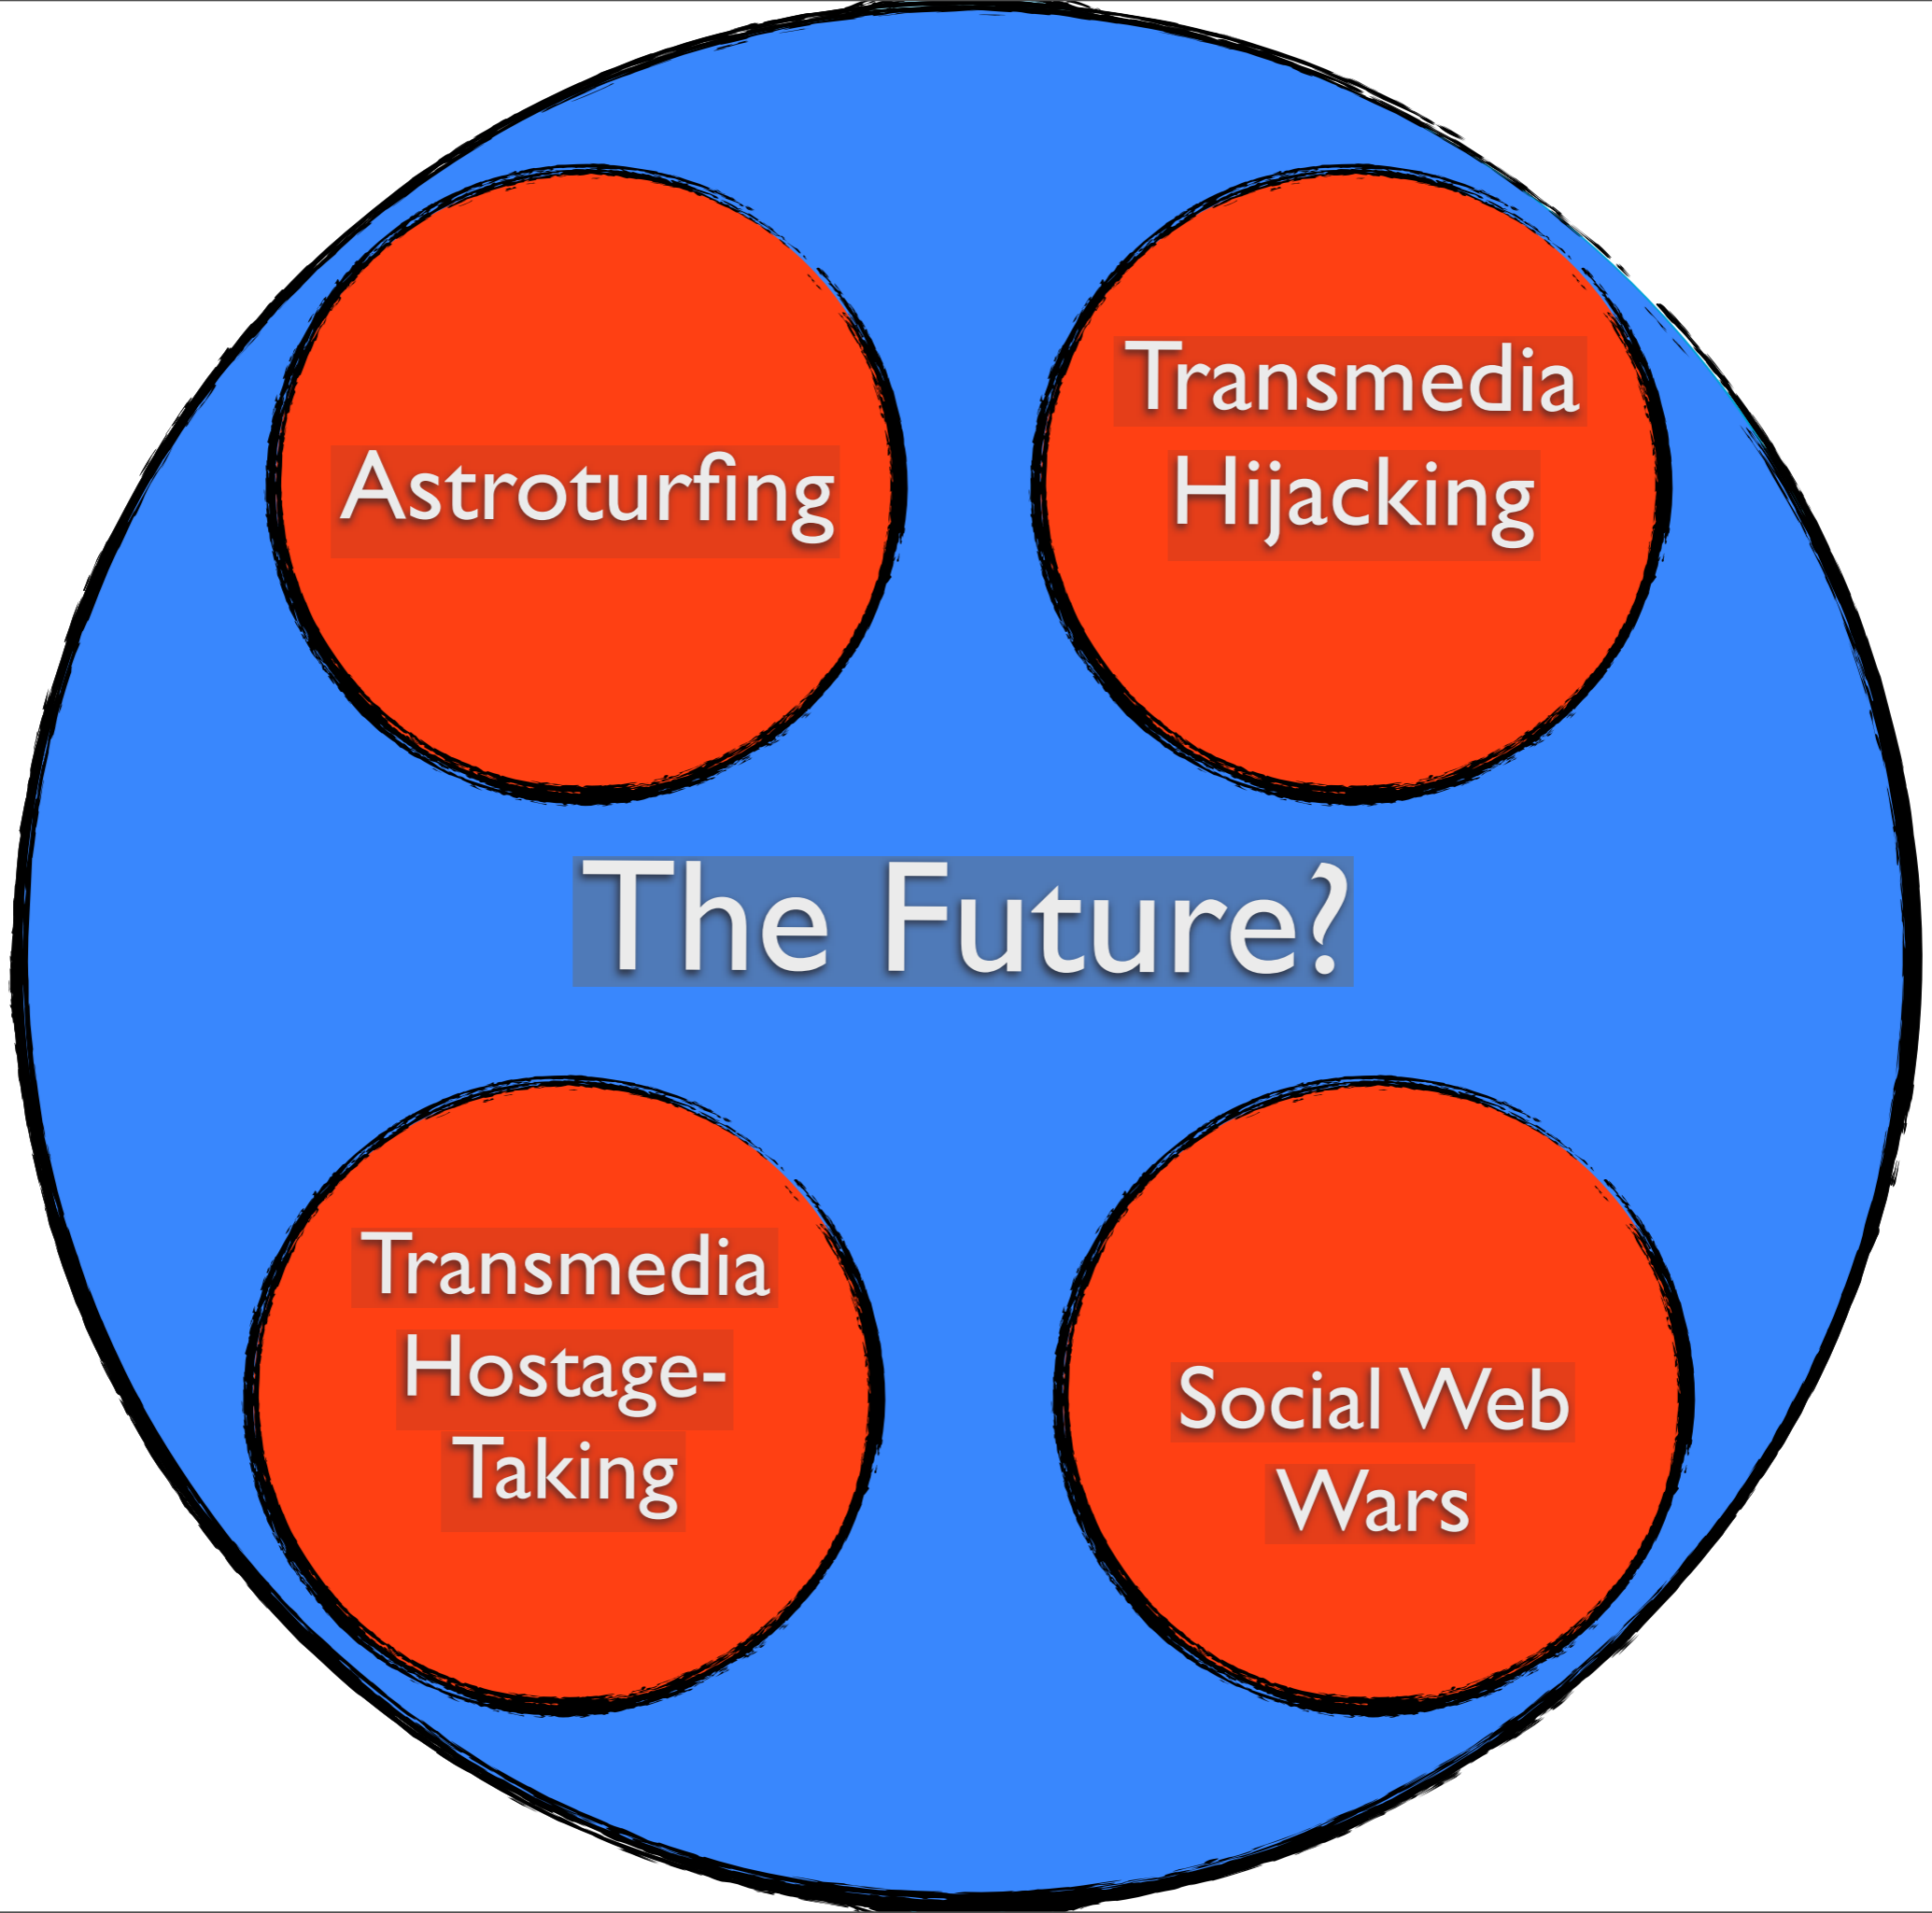 Astroturfing
Transmedia
Hijacking
The Future?
Transmedia
Hostage-
Taking
Social Web
Wars